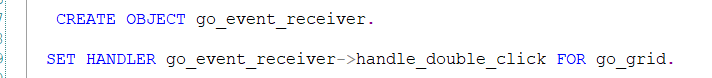 CREATE OBJECT go_event_receiver.
SET HANDLER go_event_receiver->handle_double_click FOR go_grid.